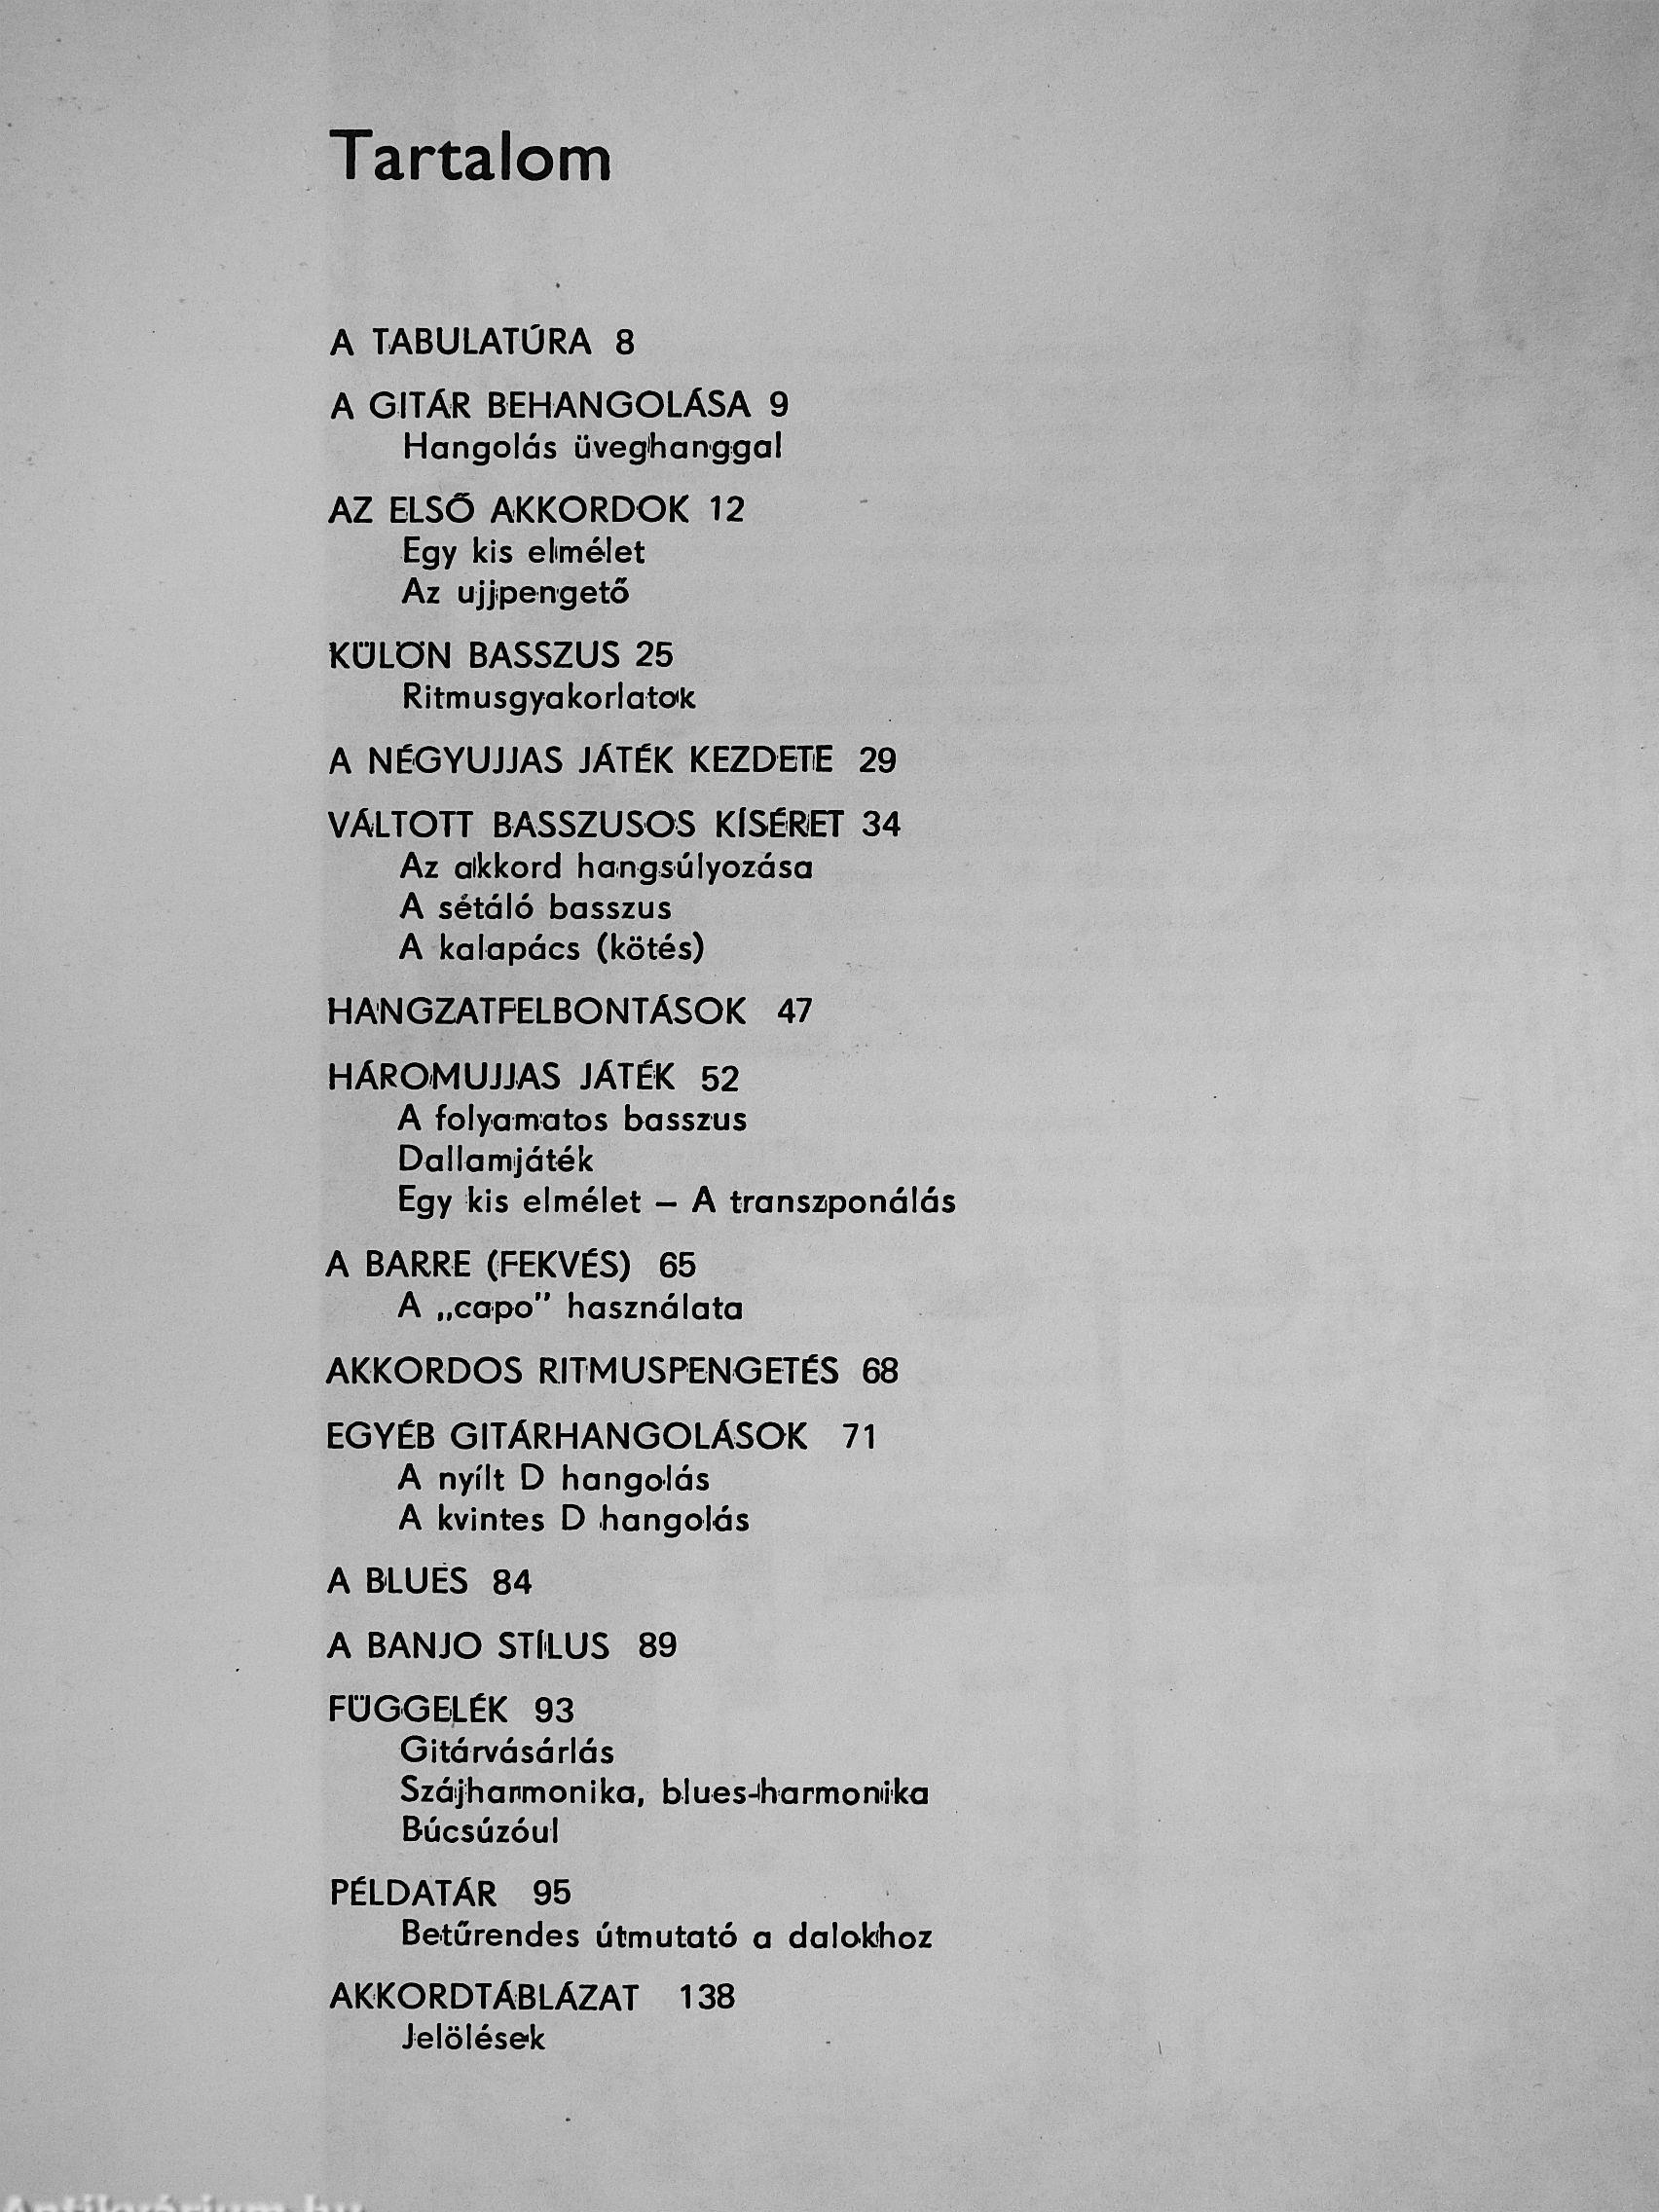 Tartalom
A TABULATÚRA 8
A GITÁR BEHANGOLÁSA 9
Hangolás üveghanggal
AZ ELSŐ AKKORDOK 12
Egy kis elmélet
Az ujjpengető
KÜLÖN BASSZUS 25
Ritmusgyakorlatok
A NÉGYUJJAS JÁTÉK KEZDETE 29
VÁLTOTT BASSZUSOS KÍSÉRET 34
Az akkord hangsúlyozása
A sétáló basszus
A kalapács (kötés)
HANGZATFELBONTÁSOK 47
HÁROMUJJAS JÁTÉK 52
A folyamatos basszus
Dallamjáték
Egy kis elmélet – A transzponálás
A BARRE (FEKVÉS) 65
A „capo” használata
AKKORDOS RITMUSPENGETÉS 68
EGYÉB GITÁRHANGOLÁSOK 71
A nyílt D hangolás
A kvintes D hangolás
A BLUES 84
A BANJO STÍLUS 89
FÜGGELÉK 93
Gitárvásárlás
Szájharmonika, blues-harmonika
Búcsúzóul
PÉLDATÁR 95
Betűrendes útmutató a dalokhoz
AKKORDTÁBLÁZAT 138
Jelölések
Antikvárium.hu